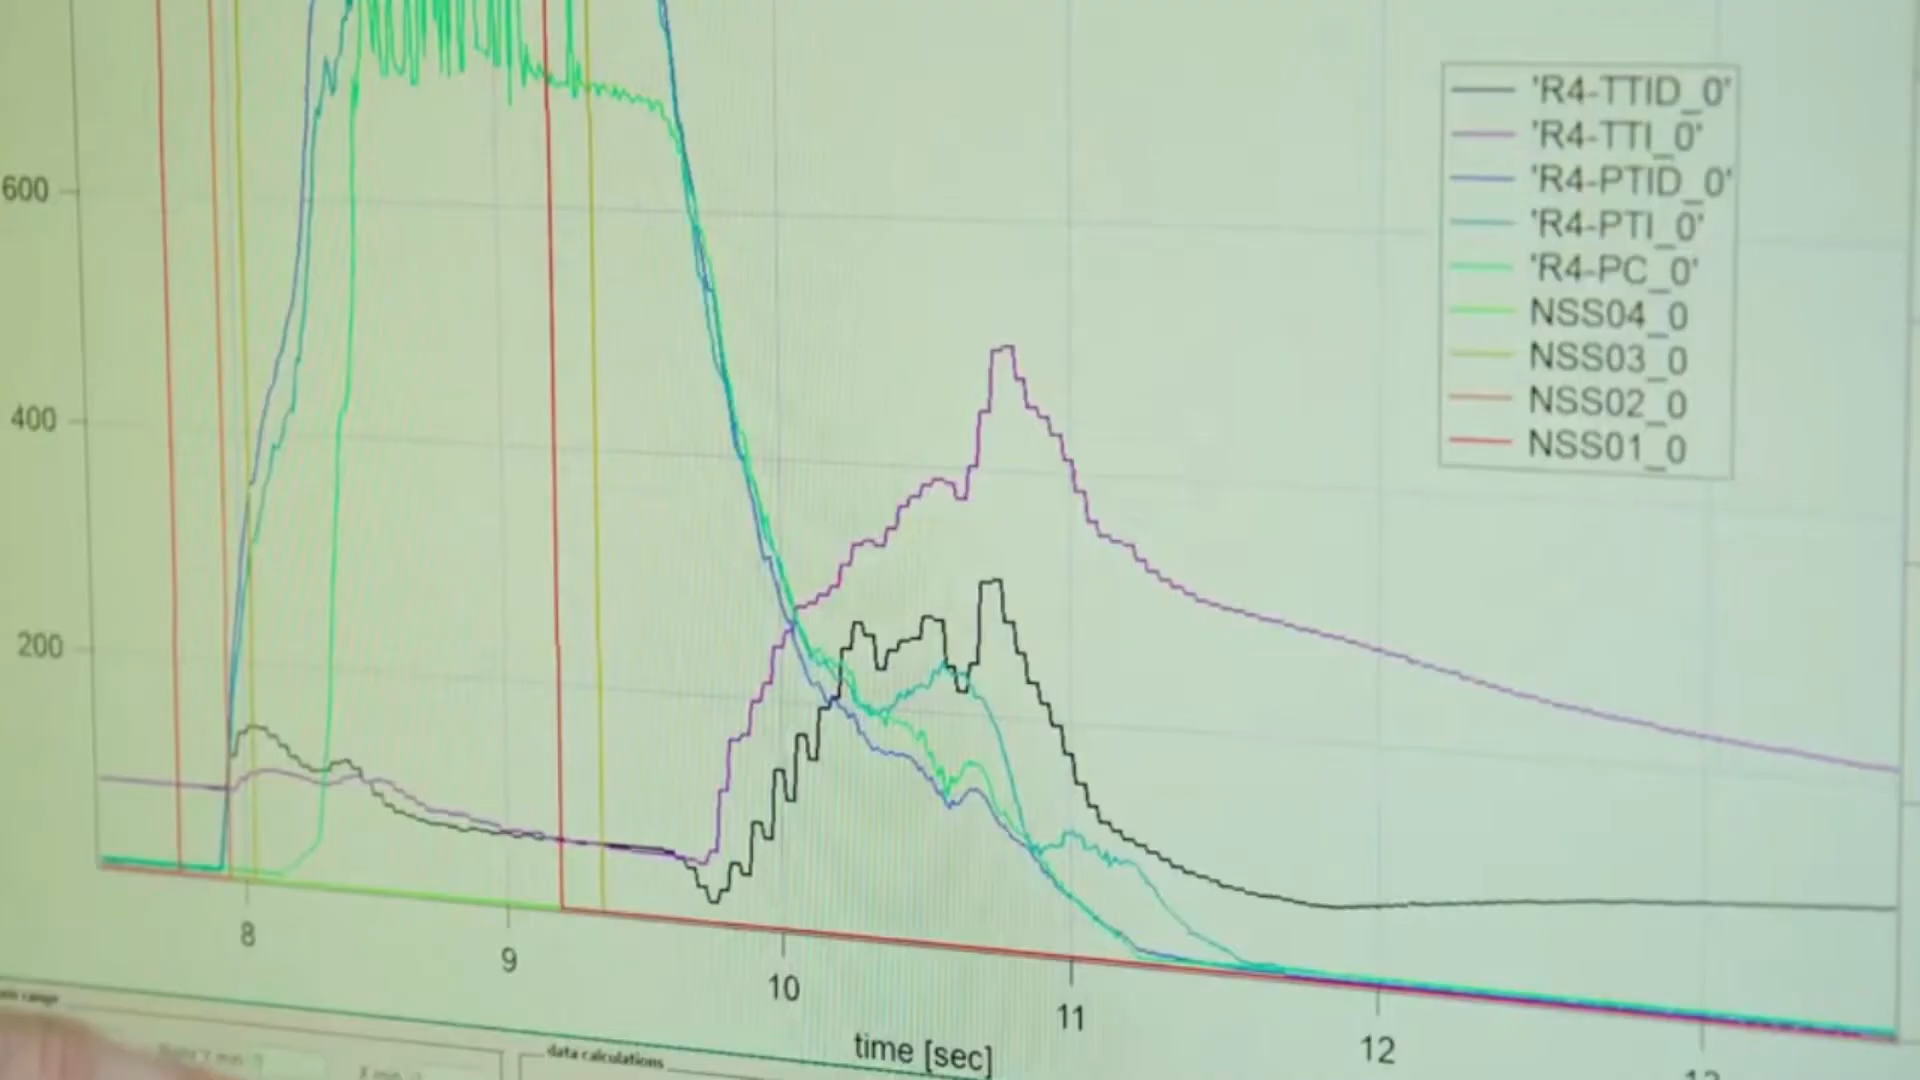 600
400
200
'R4-TTID_0'
'R4-TTI_0'
'R4-PTID_0'
'R4-PTI_0'
'R4-PC_0'
NSS04_0
NSS03_0
NSS02_0
NSS01_0
8
9
10
11
12
time [sec]
data calculations